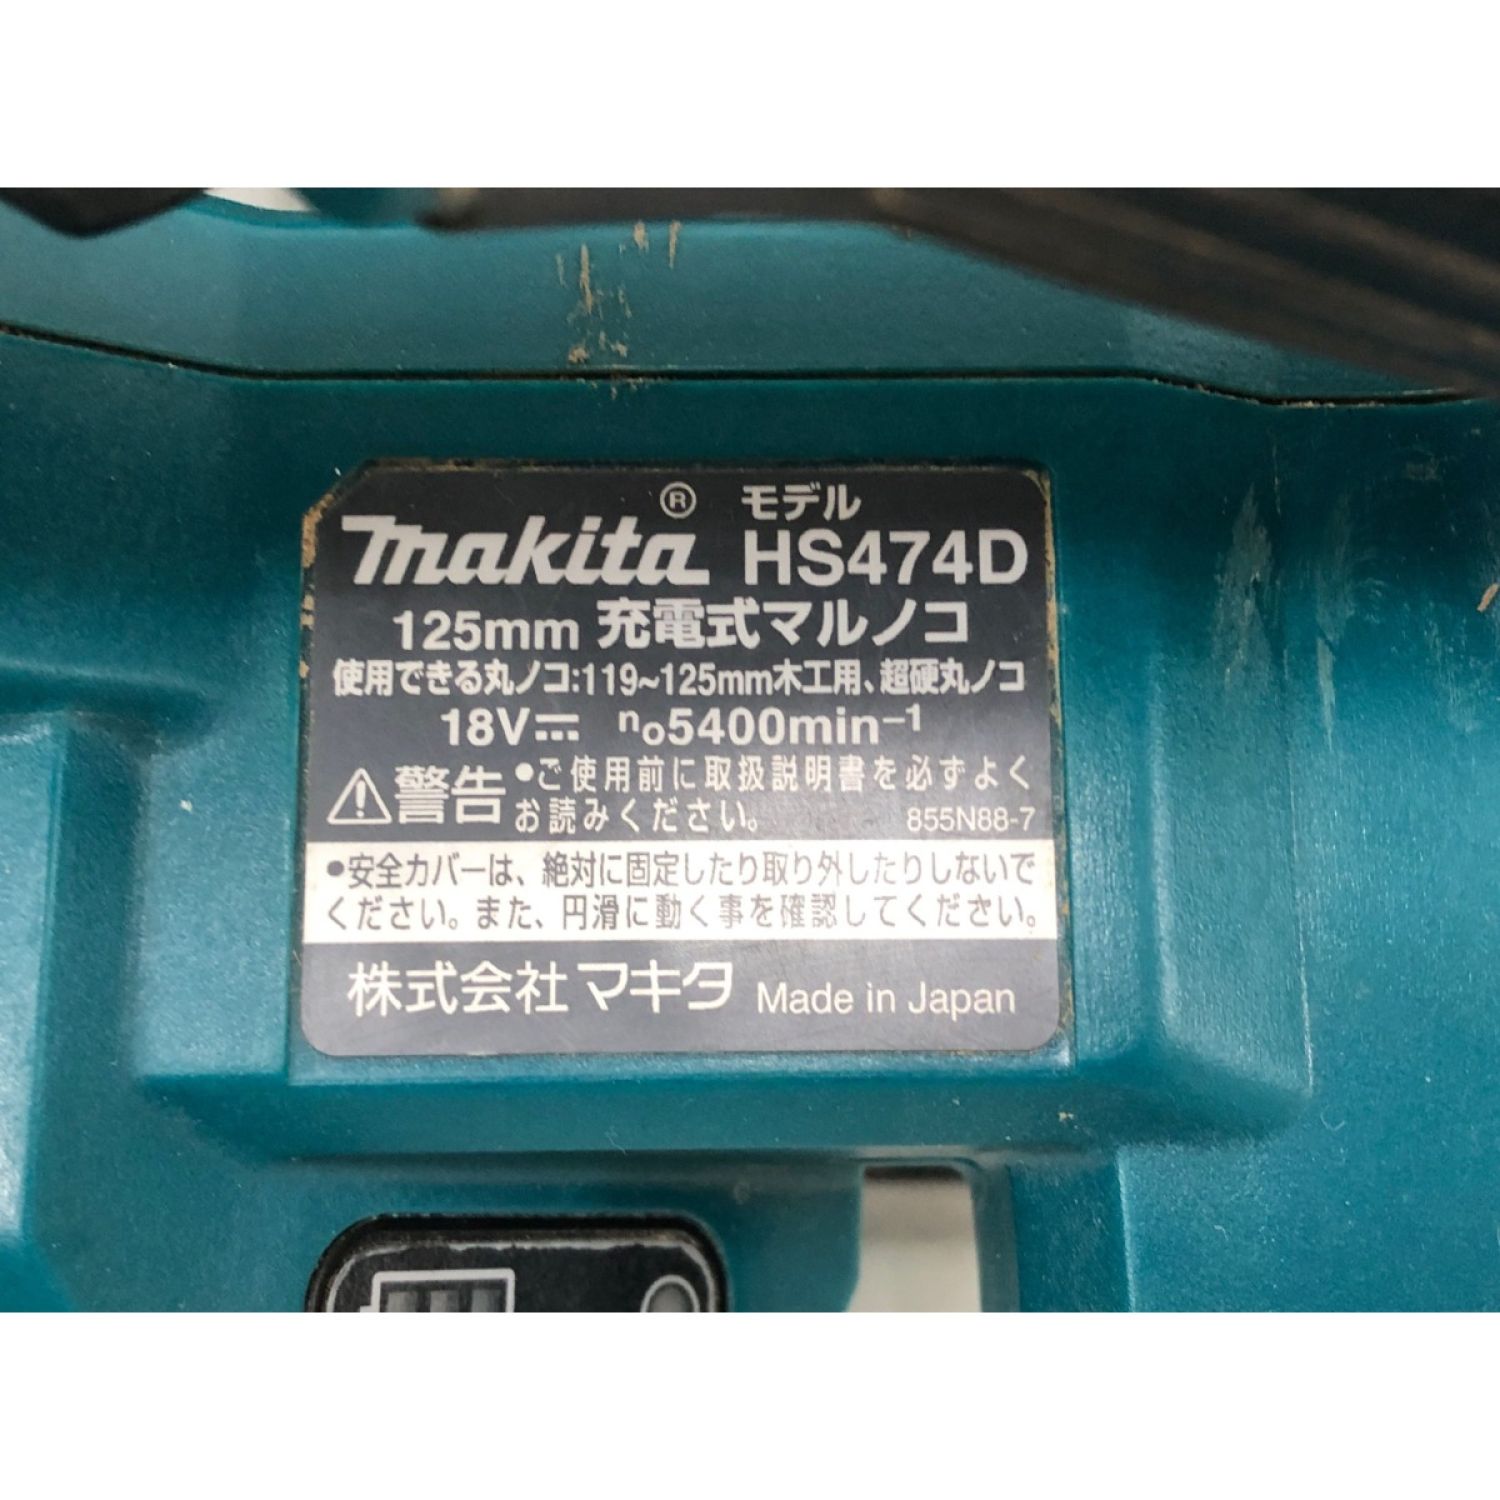 makita® モデル HS474D
125mm 充電式マルノコ
使用できる丸ノコ:119~125mm木工用、超硬丸ノコ
18V⎓ n₀5400min⁻¹
⚠警告 •ご使用前に取扱説明書を必ずよく
お読みください。 855N88-7
•安全カバーは、絶対に固定したり取り外したりしないで
ください。また、円滑に動く事を確認してください。
株式会社マキタ Made in Japan